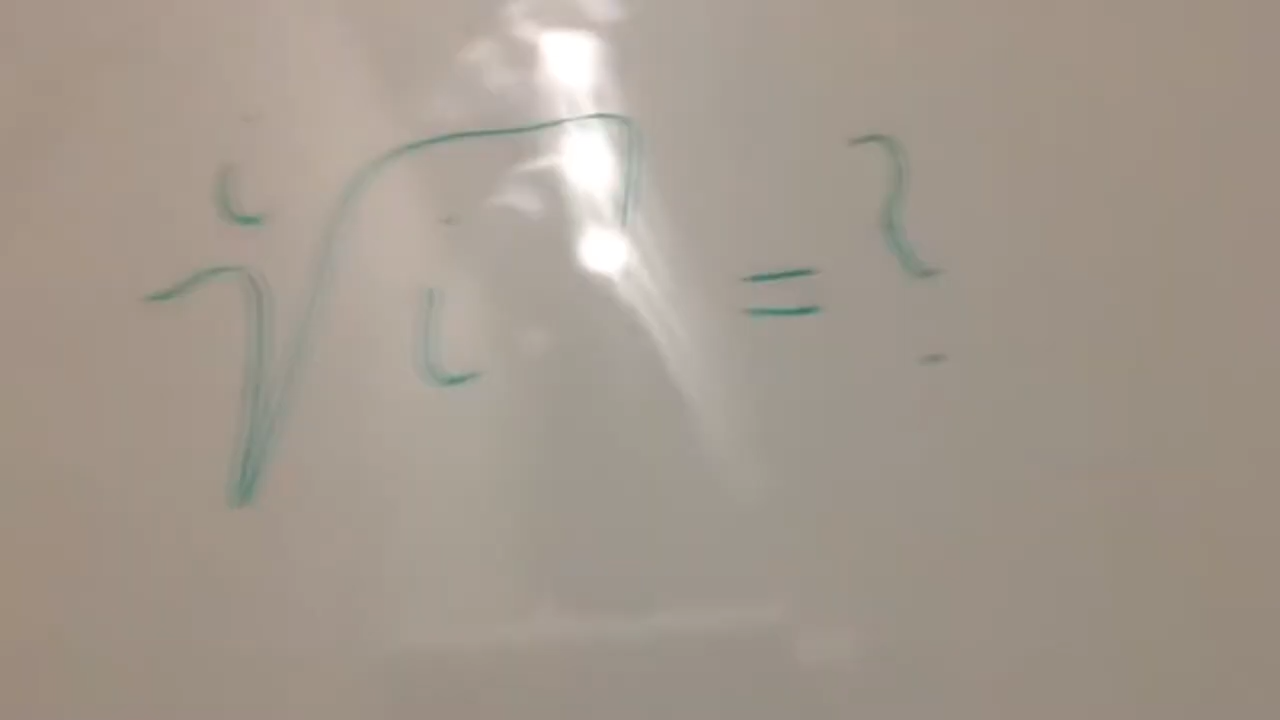 ⁱ√i = ?